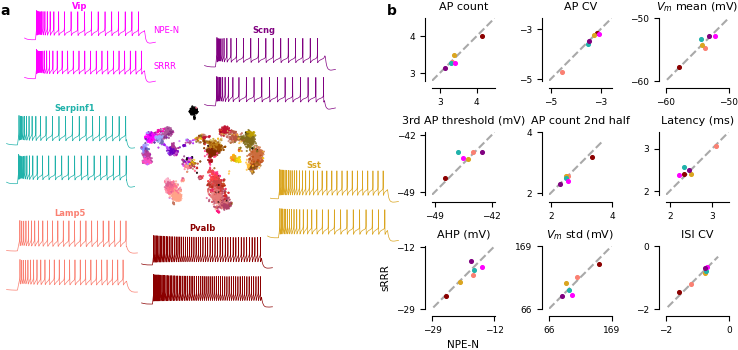 a
Vip
NPE-N
SRRR
Scng
Serpinf1
Sst
Lamp5
Pvalb
b
AP count
4
3
3
4
AP CV
−3
−5
−5
−3
Vm mean (mV)
−50
−60
−60
−50
3rd AP threshold (mV)
−42
−49
−49
−42
AP count 2nd half
4
2
2
4
Latency (ms)
3
2
2
3
AHP (mV)
−12
−29
−29
−12
Vm std (mV)
169
66
66
169
ISI CV
0
−2
−2
0
sRRR
NPE-N